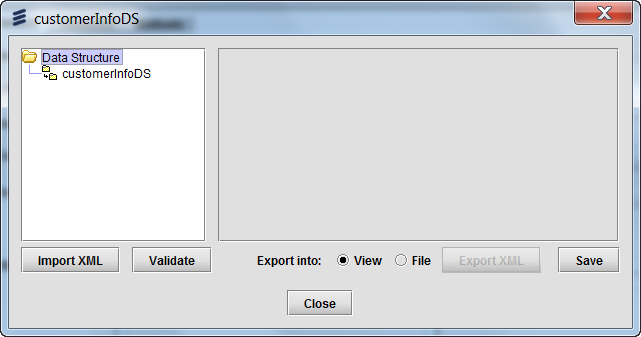 customerInfoDS
Data Structure
customerInfoDS
Import XML
Validate
Export into:
View
File
Export XML
Save
Close